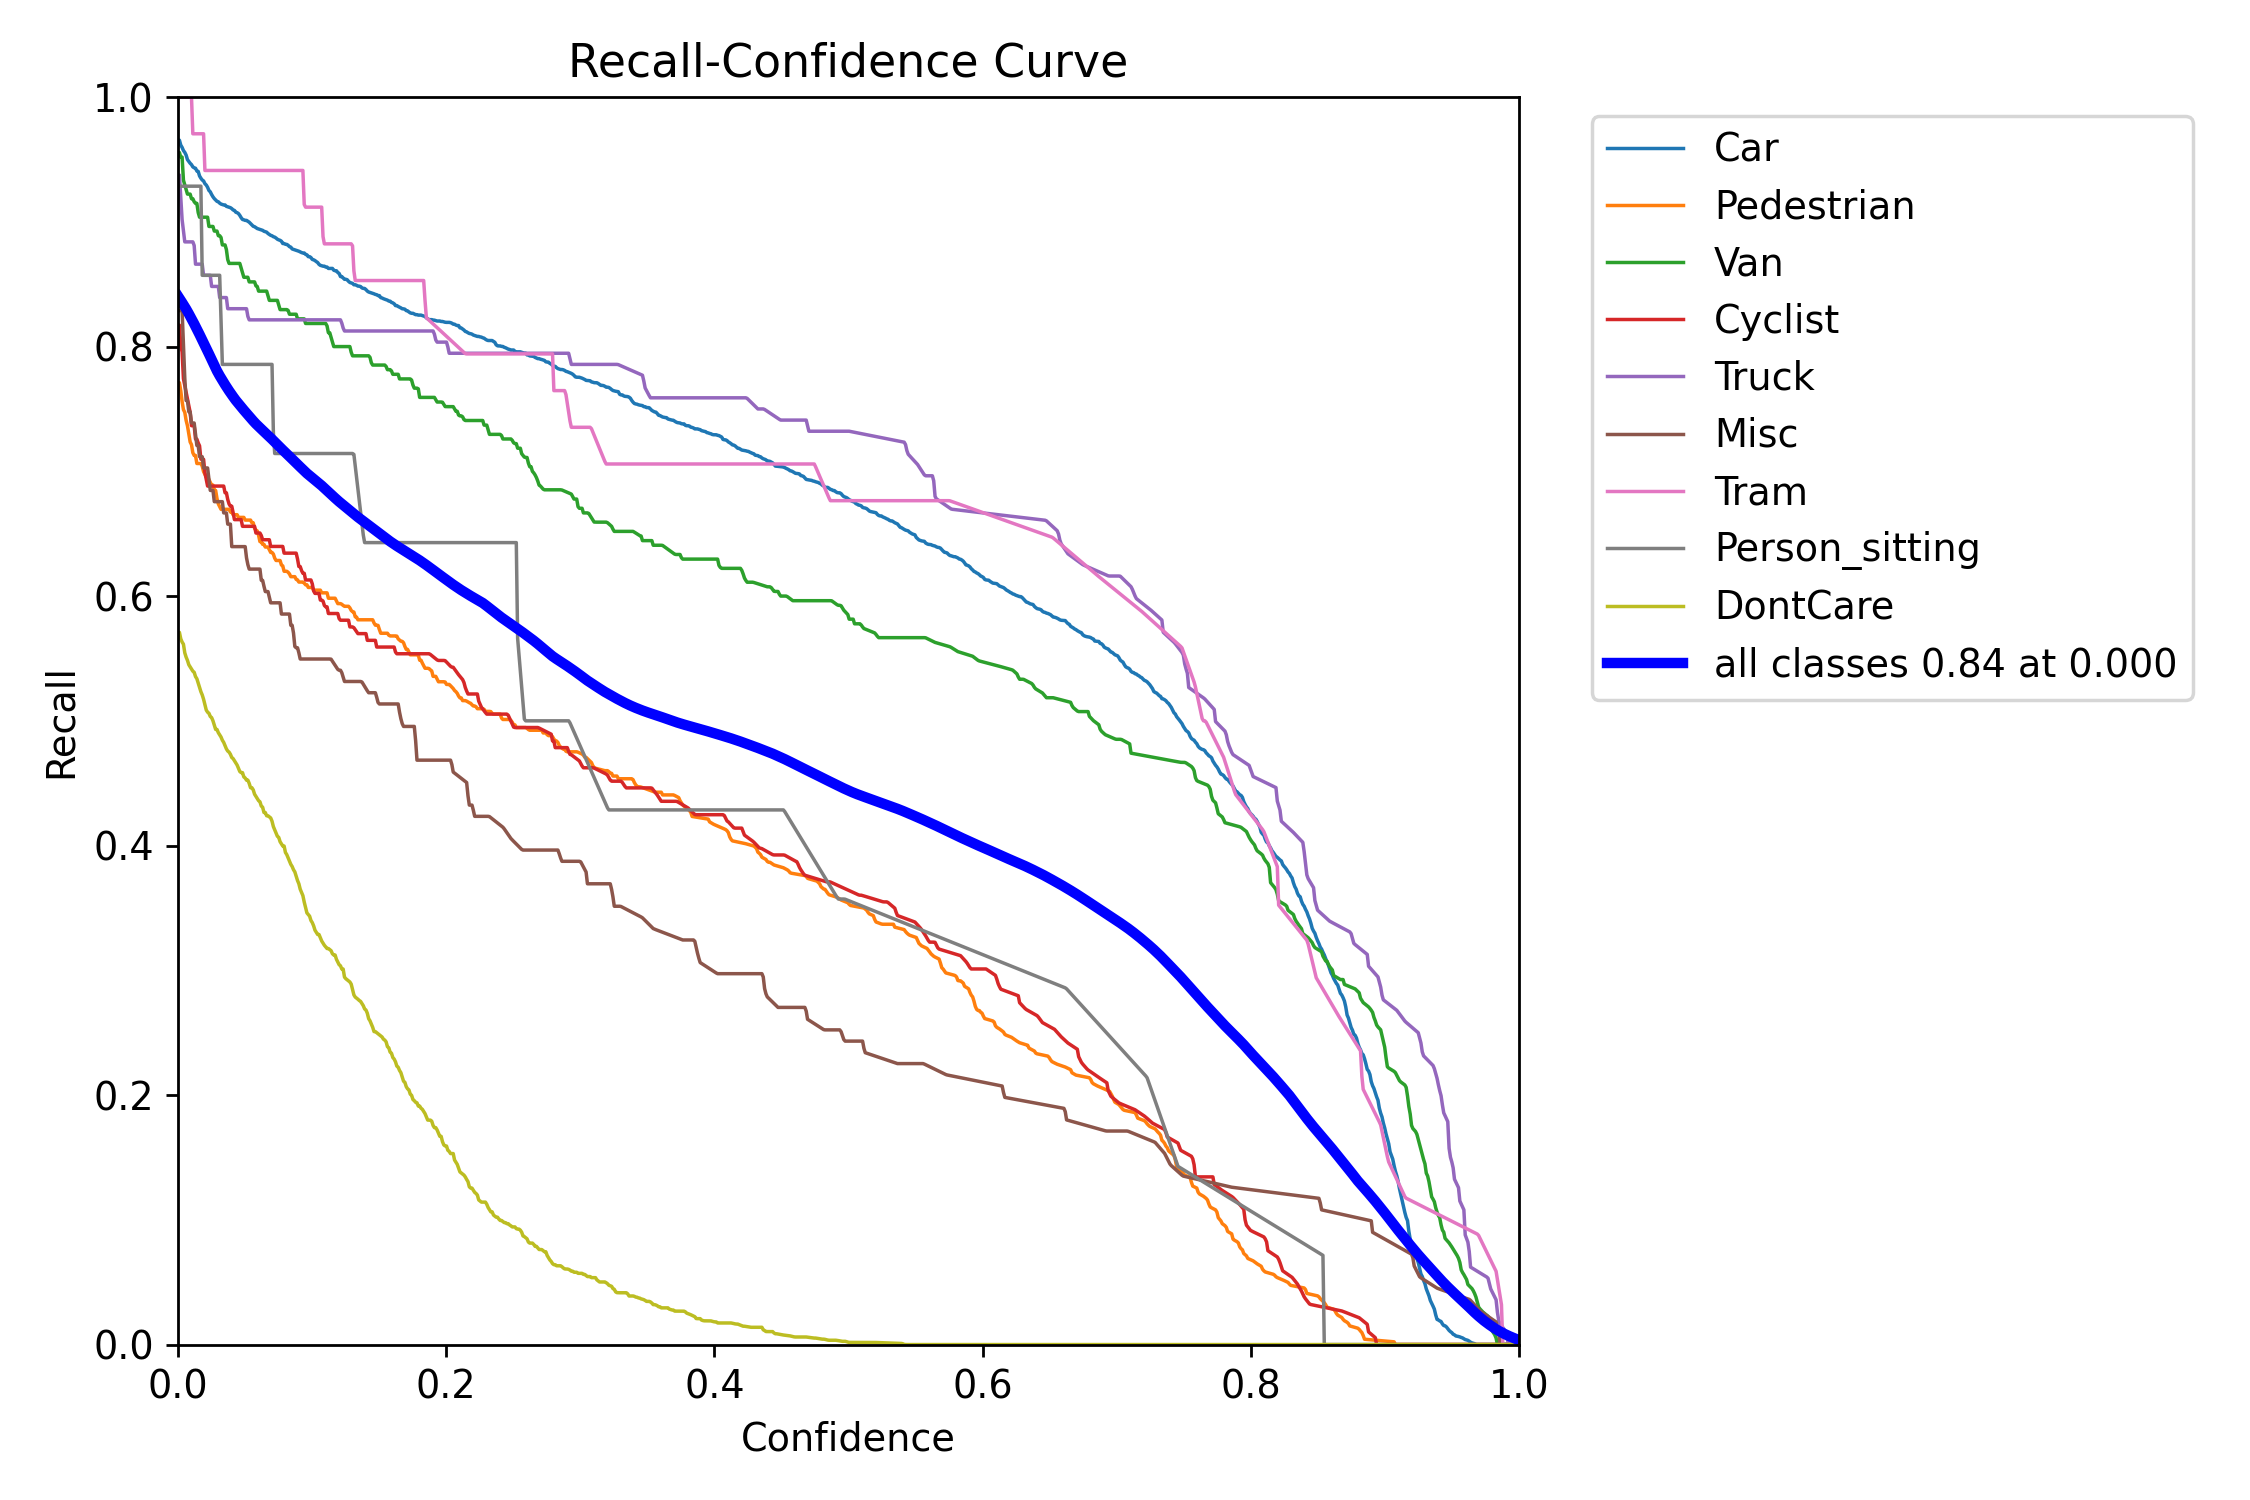 Recall-Confidence Curve
1.0
0.8
0.6
0.4
0.2
0.0
Recall
0.0 0.2 0.4 0.6 0.8 1.0
Confidence
Car
Pedestrian
Van
Cyclist
Truck
Misc
Tram
Person_sitting
DontCare
all classes 0.84 at 0.000